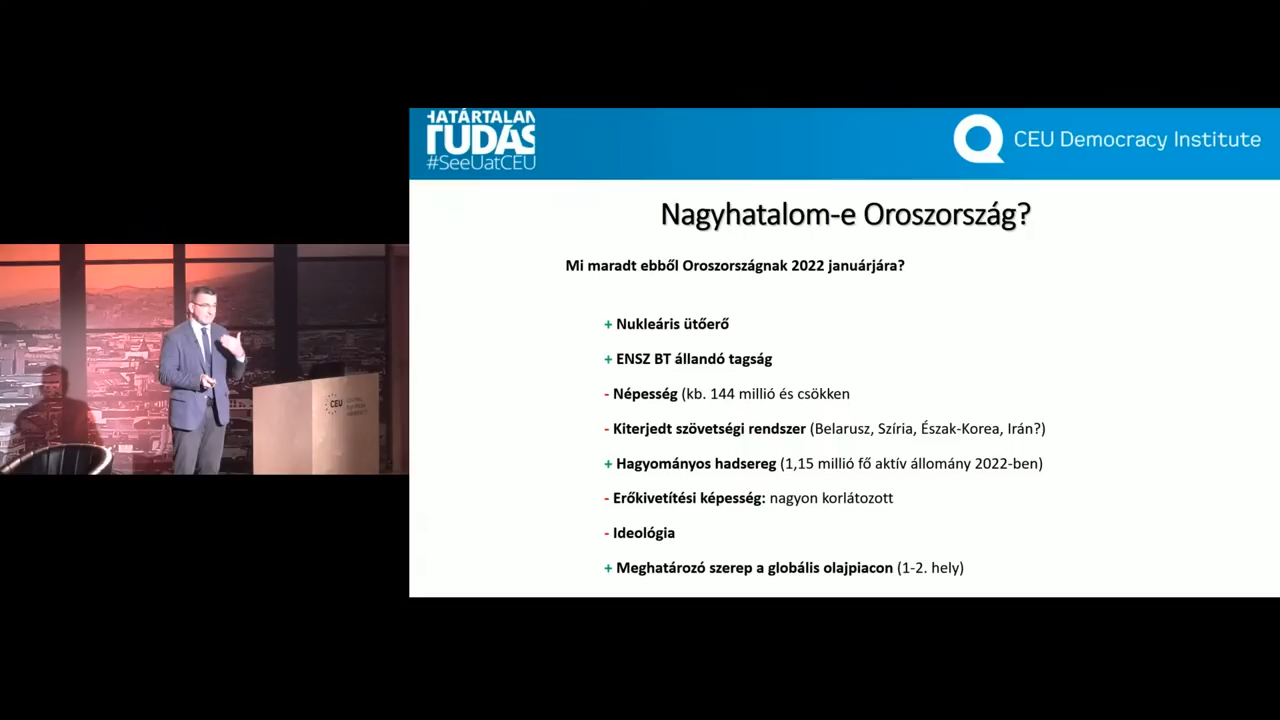 HATÁRTALAN
TUDÁS
#SeeUatCEU
CEU Democracy Institute
Nagyhatalom-e Oroszország?
Mi maradt ebből Oroszországnak 2022 januárjára?
+ Nukleáris ütőerő
+ ENSZ BT állandó tagság
- Népesség (kb. 144 millió és csökken
- Kiterjedt szövetségi rendszer (Belarusz, Szíria, Észak-Korea, Irán?)
+ Hagyományos hadsereg (1,15 millió fő aktív állomány 2022-ben)
- Erőkivetítési képesség: nagyon korlátozott
- Ideológia
+ Meghatározó szerep a globális olajpiacon (1-2. hely)
CEU